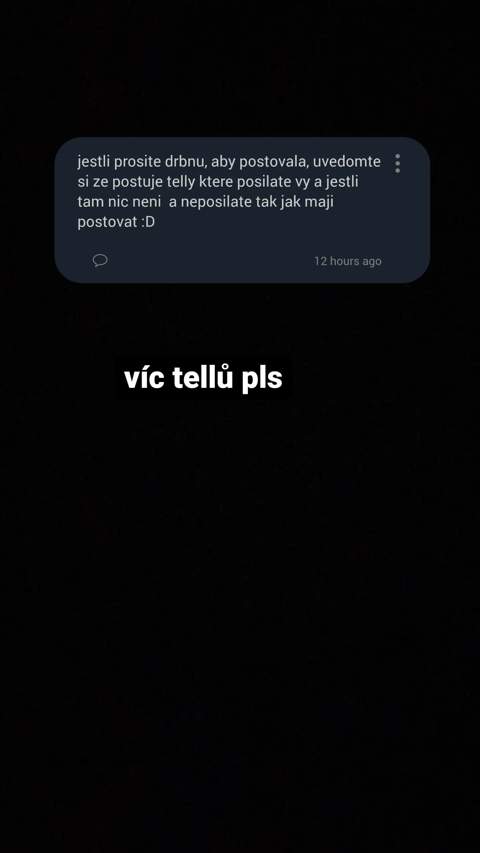 jestli prosite drbnu, aby postovala, uvedomte
si ze postuje telly ktere posilate vy a jestli
tam nic neni  a neposilate tak jak maji
postovat :D
12 hours ago
víc tellů pls